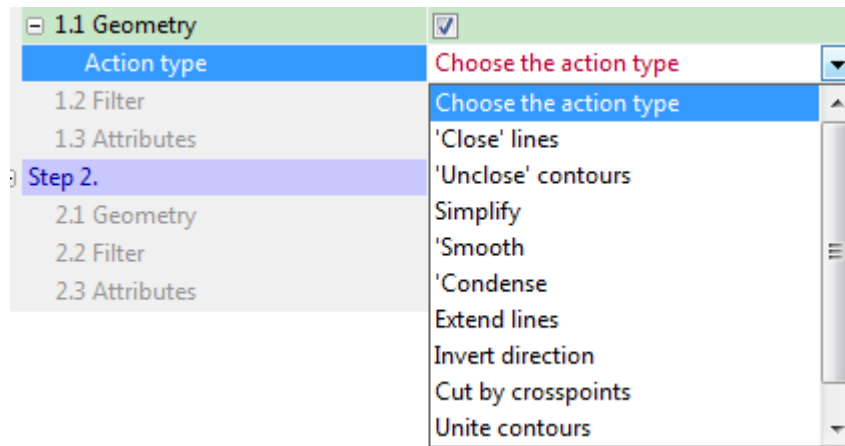 1.1 Geometry
Action type Choose the action type
1.2 Filter Choose the action type
1.3 Attributes 'Close' lines
Step 2. 'Unclose' contours
2.1 Geometry Simplify
2.2 Filter 'Smooth
2.3 Attributes 'Condense
Extend lines
Invert direction
Cut by crosspoints
Unite contours